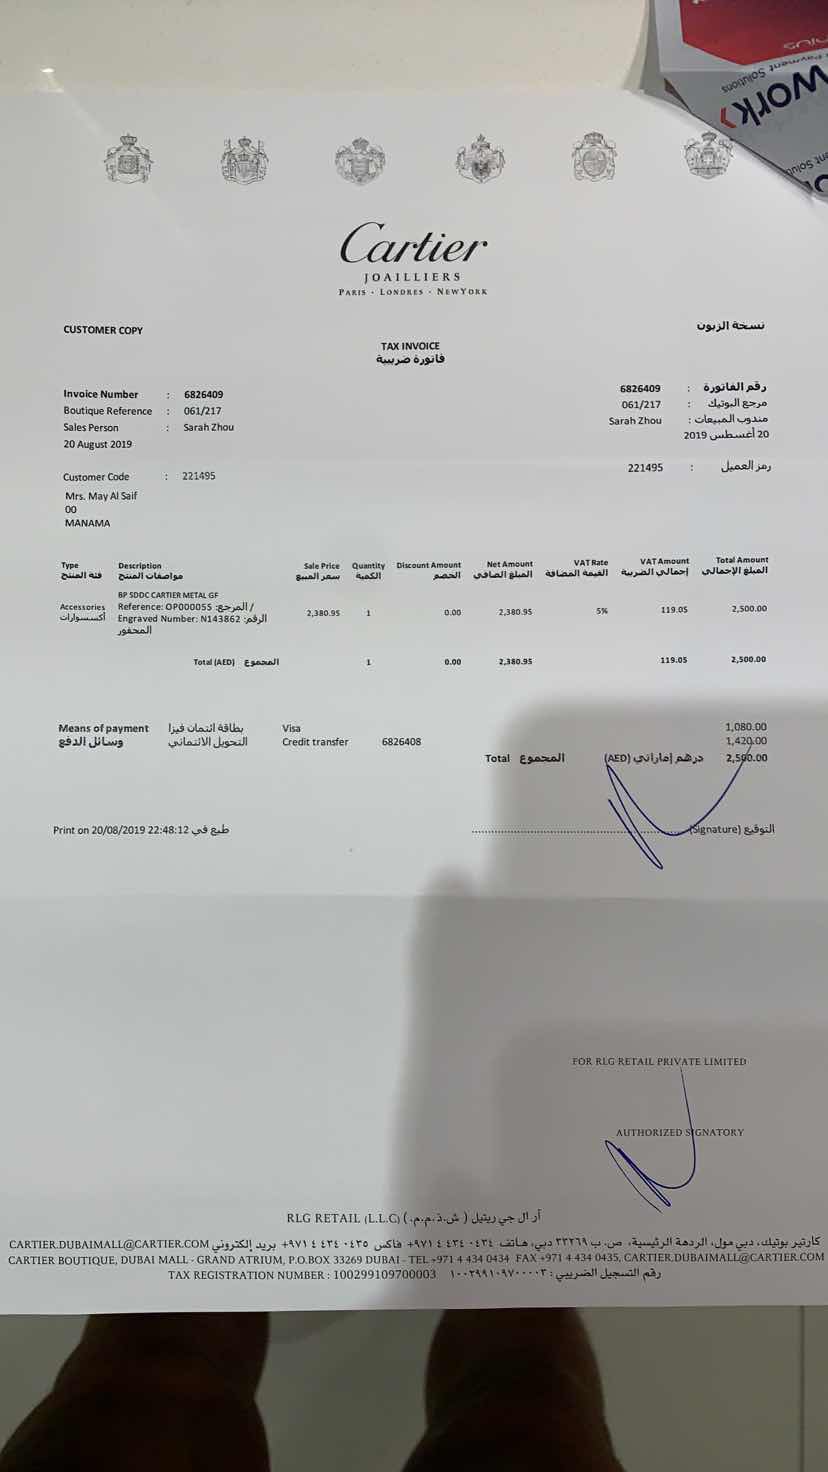 Work>
Payment Solutions
Cartier
JOAILLIERS
PARIS - LONDRES - NEWYORK
CUSTOMER COPY نسخة الزبون
TAX INVOICE
فاتورة ضريبية
Invoice Number : 6826409 6826409 : رقم الفاتورة
Boutique Reference : 061/217 061/217 : مرجع البوتيك
Sales Person : Sarah Zhou Sarah Zhou : مندوب المبيعات
20 August 2019 20 أغسطس 2019
Customer Code : 221495 221495 : رمز العميل
Mrs. May Al Saif
00
MANAMA
Type Description Sale Price Quantity Discount Amount Net Amount VAT Rate VAT Amount Total Amount
فئة المنتج مواصفات المنتج سعر المبيع الكمية الخصم المبلغ الصافي القيمة المضافة إجمالي الضريبة المبلغ الإجمالي
BP SDDC CARTIER METAL GF
Accessories Reference: OP000055 :المرجع / 2,380.95 1 0.00 2,380.95 5% 119.05 2,500.00
أكسسوارات Engraved Number: N143862 :الرقم
المحفور
Total (AED) المجموع 1 0.00 2,380.95 119.05 2,500.00
Means of payment بطاقة ائتمان فيزا Visa 1,080.00
وسائل الدفع التحويل الائتماني Credit transfer 6826408 1,420.00
Total المجموع (AED) درهم إماراتي 2,500.00
Print on 20/08/2019 22:48:12 طبع في (Signature) التوقيع
FOR RLG RETAIL PRIVATE LIMITED
AUTHORIZED SIGNATORY
RLG RETAIL (L.L.C) (.ش.ذ.م.م) آر ال جي ريتيل
كارتير بوتيك، دبي مول، الردهة الرئيسية، ص. ب ٣٣٢٦٩ دبي، هاتف ٠٤٣٤ ٤٣٤ ٤ ٩٧١+ فاكس ٠٤٣٥ ٤٣٤ ٤ ٩٧١+ بريد إلكتروني CARTIER.DUBAIMALL@CARTIER.COM
CARTIER BOUTIQUE, DUBAI MALL - GRAND ATRIUM, P.O.BOX 33269 DUBAI - TEL +971 4 434 0434 FAX +971 4 434 0435, CARTIER.DUBAIMALL@CARTIER.COM
TAX REGISTRATION NUMBER : 100299109700003 رقم التسجيل الضريبي : ١٠٠٢٩٩١٠٩٧٠٠٠٠٣